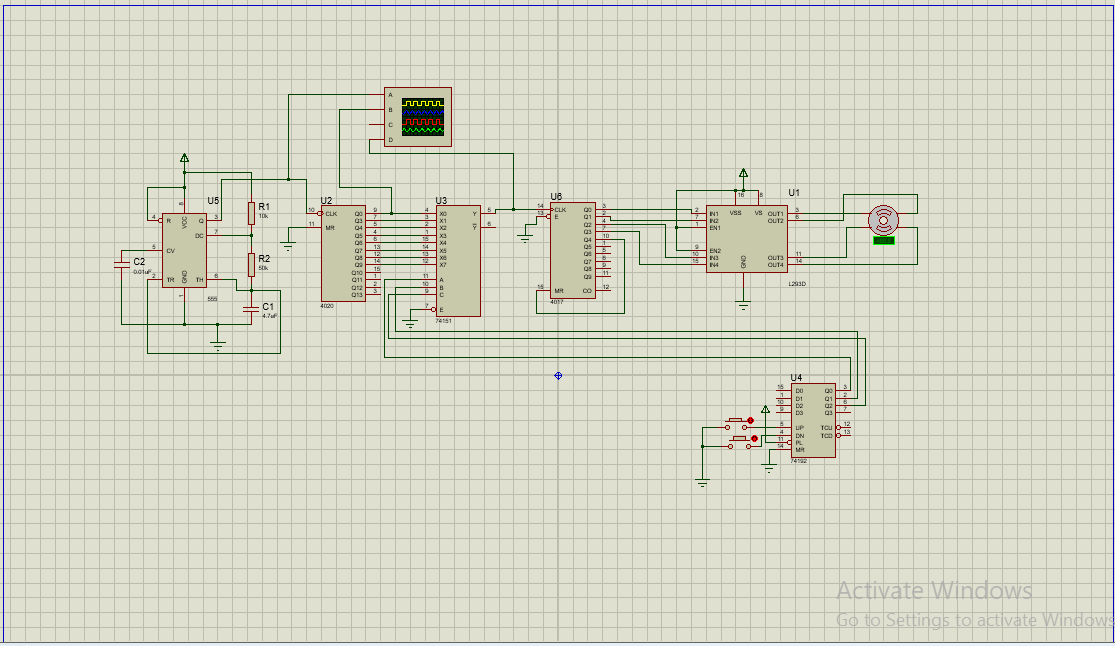 A
B
C
D
U5
4 R
VCC
8
Q 3
DC 7
5 CV
2 TR
GND
1
TH 6
555
R1
10k
R2
50k
C2
0.01uF
C1
4.7uF
U2
10 CLK
11 MR
Q0 9
Q3 7
Q4 5
Q5 4
Q6 6
Q7 13
Q8 12
Q9 14
Q10 15
Q11 1
Q12 2
Q13 3
4020
U3
4 X0
3 X1
2 X2
1 X3
15 X4
14 X5
13 X6
12 X7
11 A
10 B
9 C
7 E
Y 5
Y 6
74151
U6
14 CLK
13 E
15 MR
Q0 3
Q1 2
Q2 4
Q3 7
Q4 10
Q5 1
Q6 5
Q7 6
Q8 9
Q9 11
CO 12
4017
U1
16 8
2 IN1
7 IN2
1 EN1
9 EN2
10 IN3
15 IN4
VSS VS
GND
OUT1 3
OUT2 6
OUT3 11
OUT4 14
L293D
U4
15 D0
1 D1
10 D2
9 D3
5 UP
4 DN
11 PL
14 MR
Q0 3
Q1 2
Q2 6
Q3 7
TCU 12
TCD 13
74192
Activate Windows
Go to Settings to activate Windows